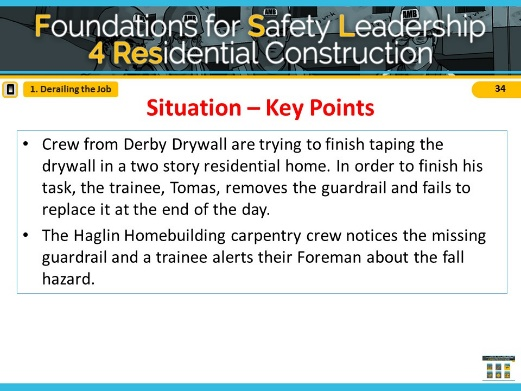 Foundations for Safety Leadership
4 Residential Construction
1. Derailing the Job
34
Situation – Key Points
• Crew from Derby Drywall are trying to finish taping the
drywall in a two story residential home. In order to finish his
task, the trainee, Tomas, removes the guardrail and fails to
replace it at the end of the day.
• The Haglin Homebuilding carpentry crew notices the missing
guardrail and a trainee alerts their Foreman about the fall
hazard.